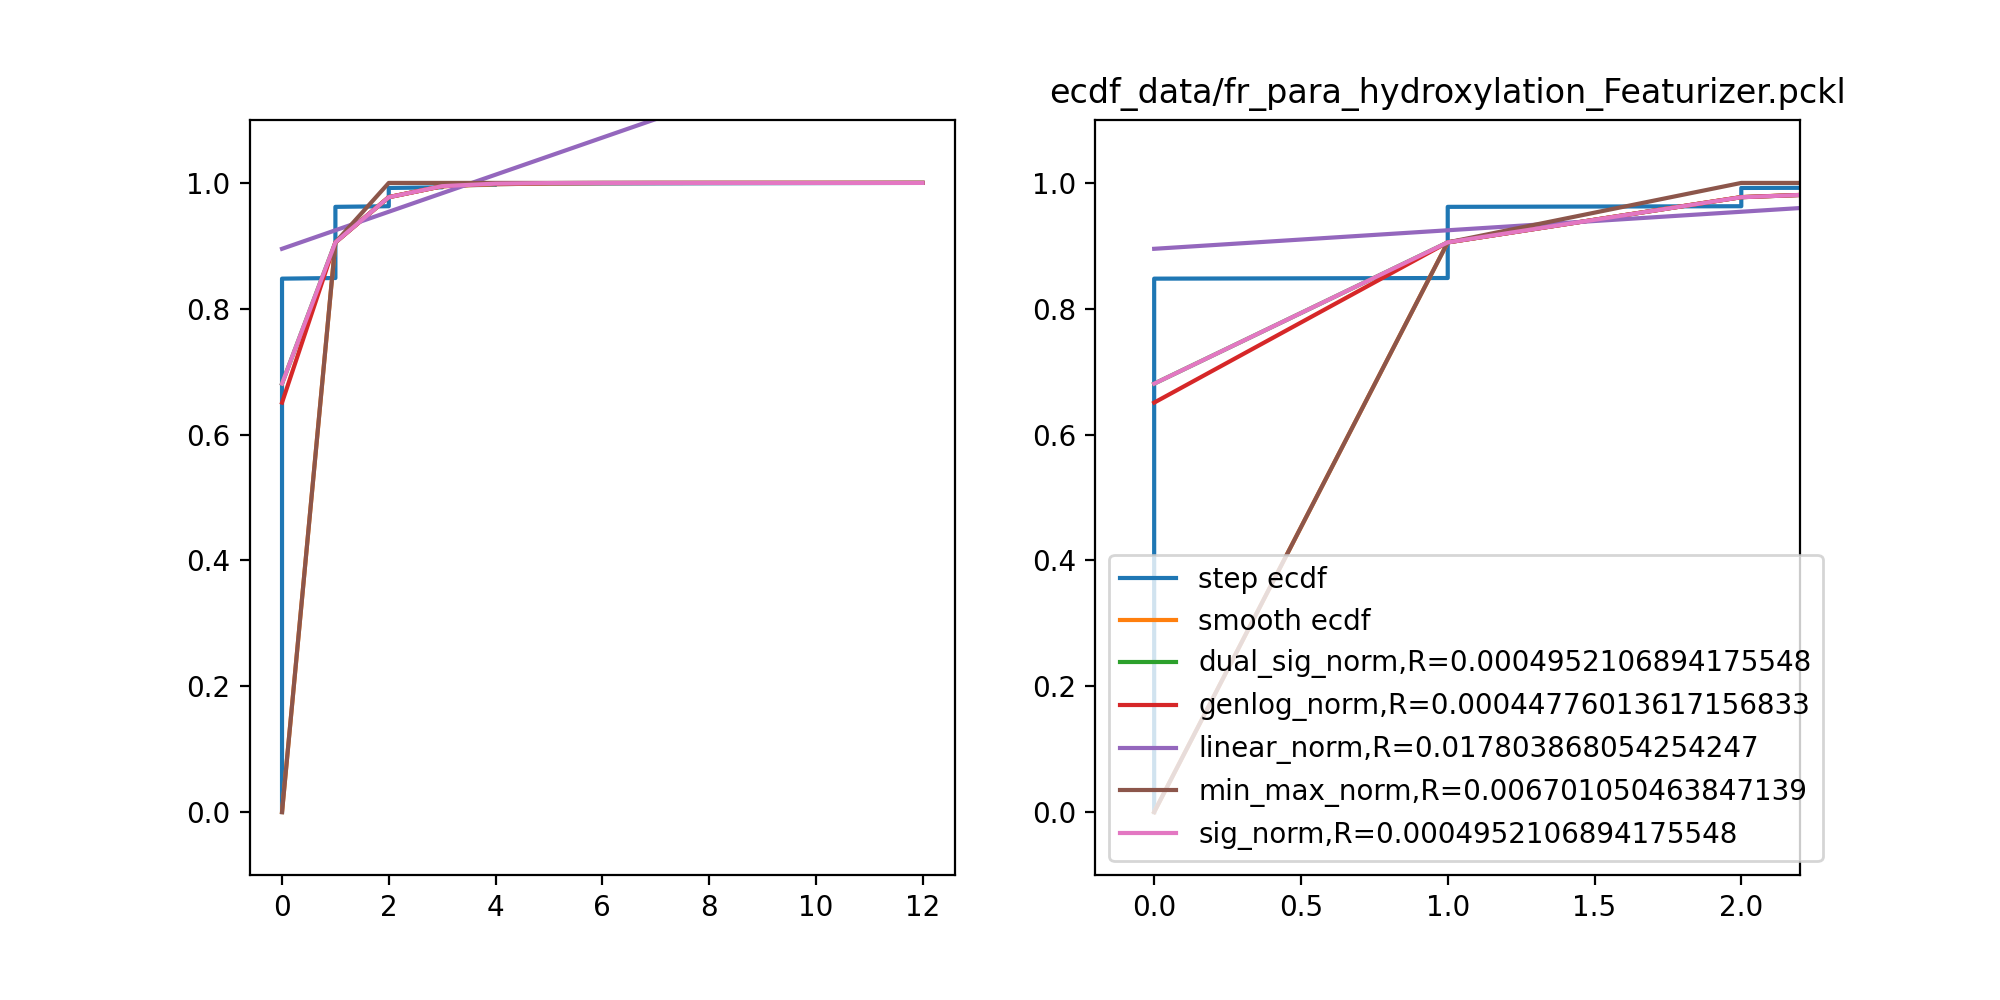 ecdf_data/fr_para_hydroxylation_Featurizer.pckl
1.0
0.8
0.6
0.4
0.2
0.0
0 2 4 6 8 10 12
1.0
0.8
0.6
0.4
0.2
0.0
0.0 0.5 1.0 1.5 2.0
step ecdf
smooth ecdf
dual_sig_norm,R=0.0004952106894175548
genlog_norm,R=0.00044776013617156833
linear_norm,R=0.017803868054254247
min_max_norm,R=0.006701050463847139
sig_norm,R=0.0004952106894175548